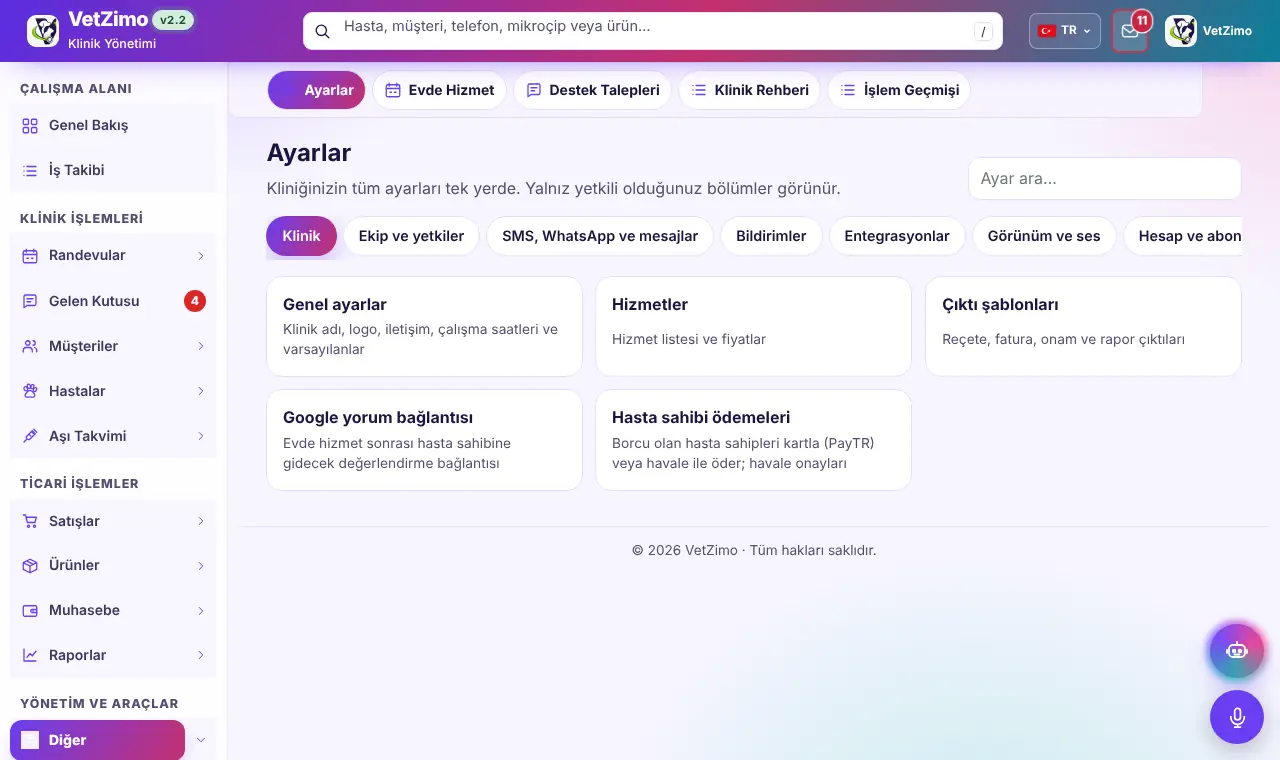 VetZimo v2.2
Klinik Yönetimi
Hasta, müşteri, telefon, mikroçip veya ürün...
/
TR
11
VetZimo
ÇALIŞMA ALANI
Genel Bakış
İş Takibi
KLİNİK İŞLEMLERİ
Randevular
Gelen Kutusu 4
Müşteriler
Hastalar
Aşı Takvimi
TİCARİ İŞLEMLER
Satışlar
Ürünler
Muhasebe
Raporlar
YÖNETİM VE ARAÇLAR
Diğer
Ayarlar
Evde Hizmet
Destek Talepleri
Klinik Rehberi
İşlem Geçmişi
Ayarlar
Kliniğinizin tüm ayarları tek yerde. Yalnız yetkili olduğunuz bölümler görünür.
Ayar ara...
Klinik
Ekip ve yetkiler
SMS, WhatsApp ve mesajlar
Bildirimler
Entegrasyonlar
Görünüm ve ses
Hesap ve abon
Genel ayarlar
Klinik adı, logo, iletişim, çalışma saatleri ve
varsayılanlar
Hizmetler
Hizmet listesi ve fiyatlar
Çıktı şablonları
Reçete, fatura, onam ve rapor çıktıları
Google yorum bağlantısı
Evde hizmet sonrası hasta sahibine
gidecek değerlendirme bağlantısı
Hasta sahibi ödemeleri
Borcu olan hasta sahipleri kartla (PayTR)
veya havale ile öder; havale onayları
© 2026 VetZimo · Tüm hakları saklıdır.